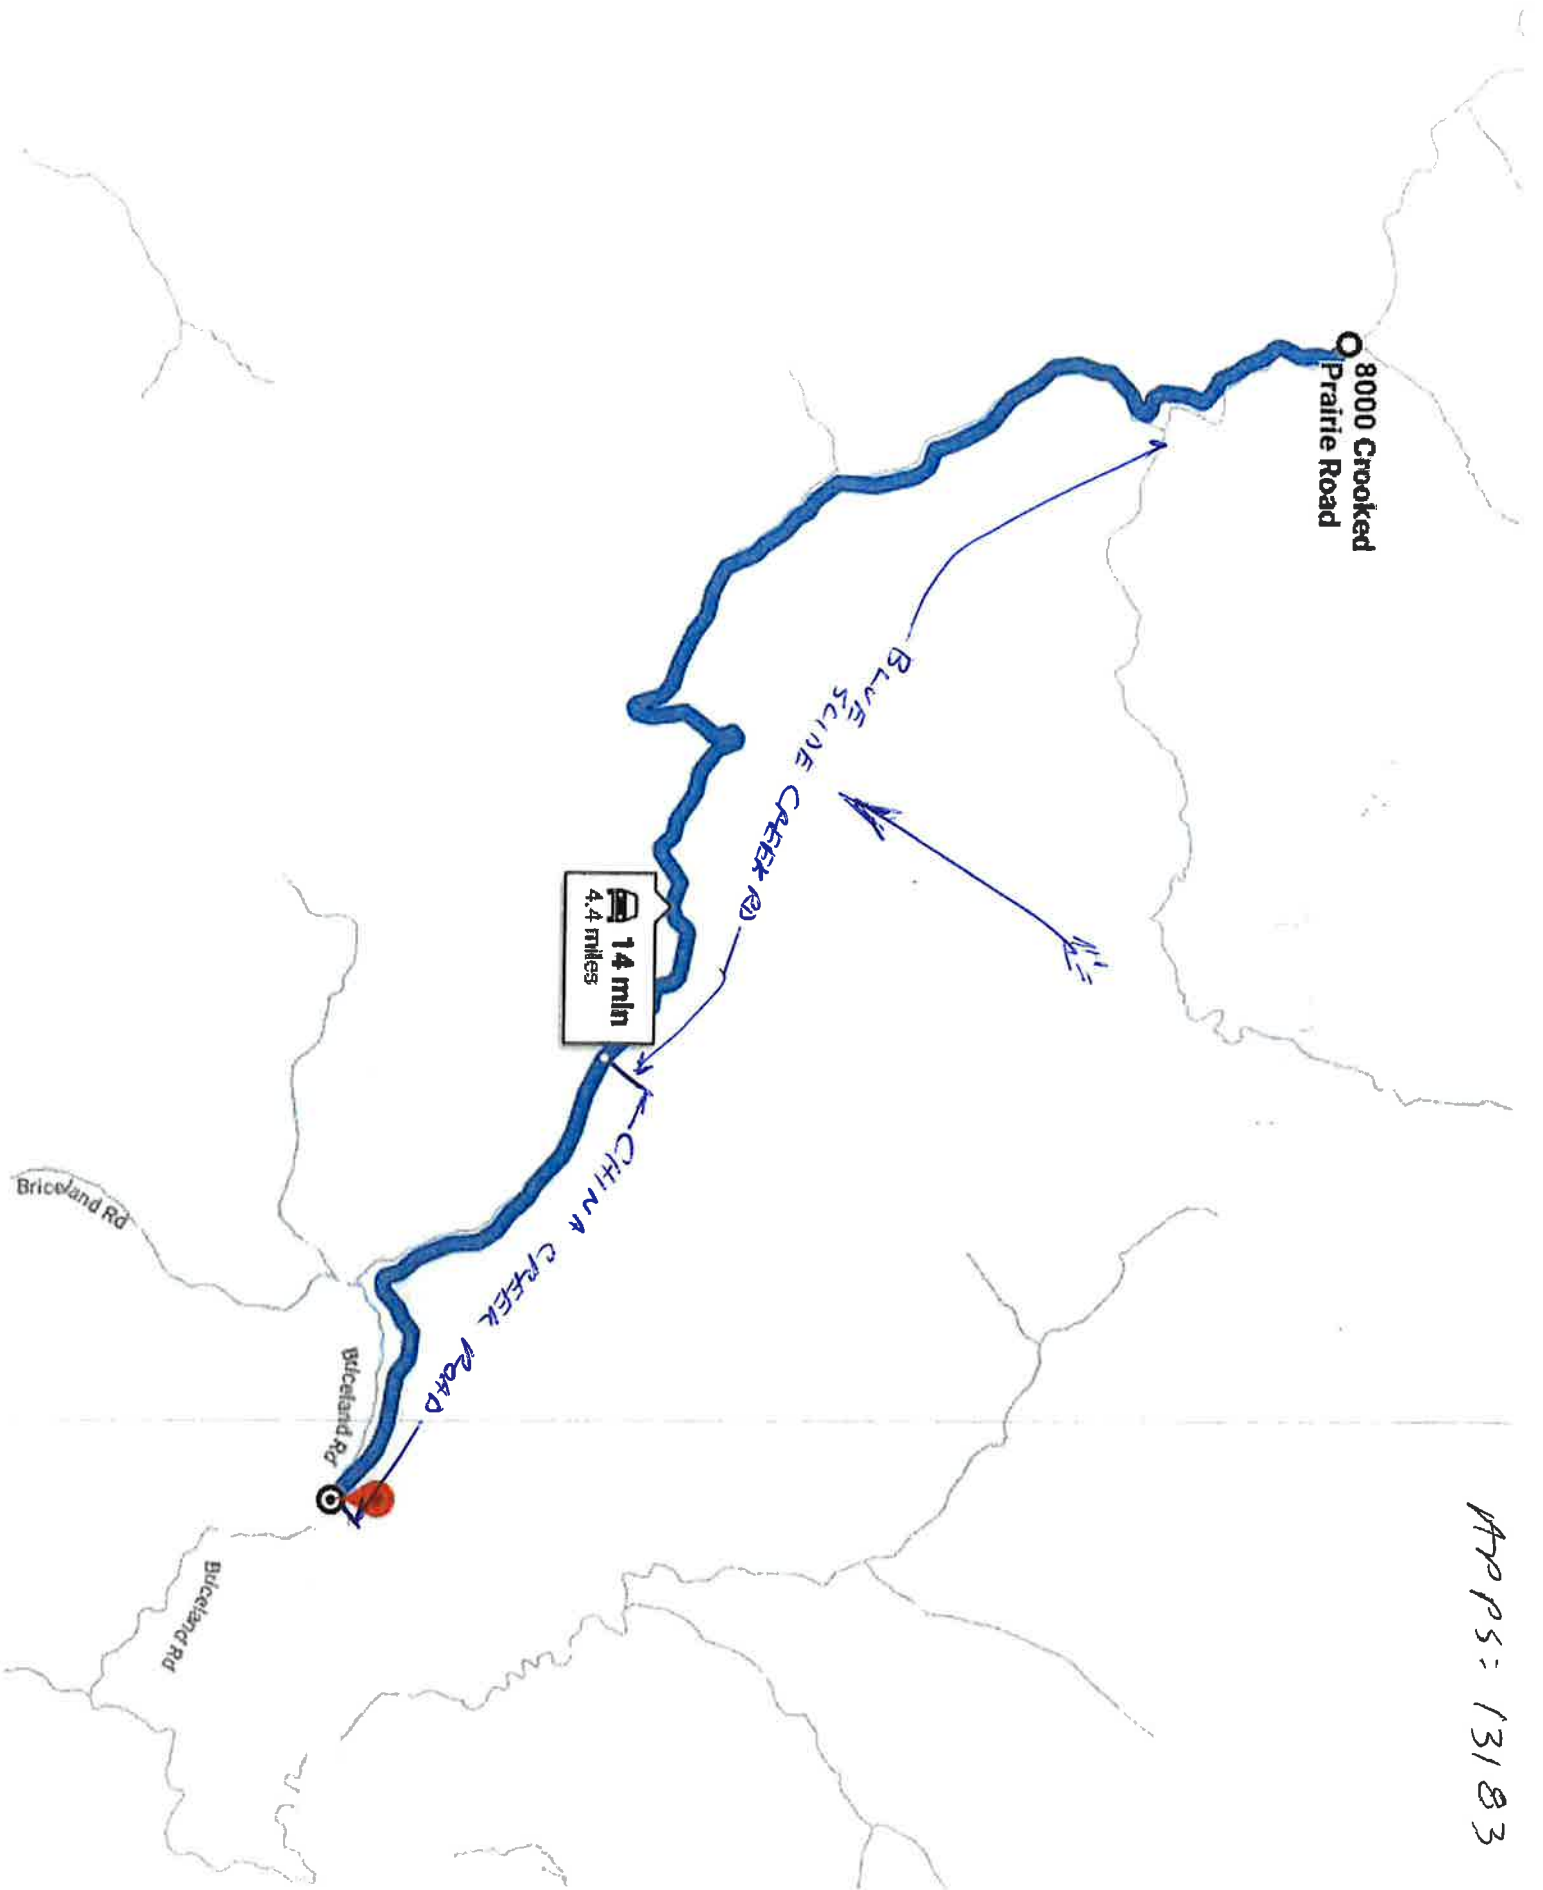 APPS: 13183
8000 Crooked
Prairie Road
BLUE
SLIDE CREEK RD
14 min
4.4 miles
CHINA CREEK ROAD
Briceland Rd
Briceland Rd
Briceland Rd